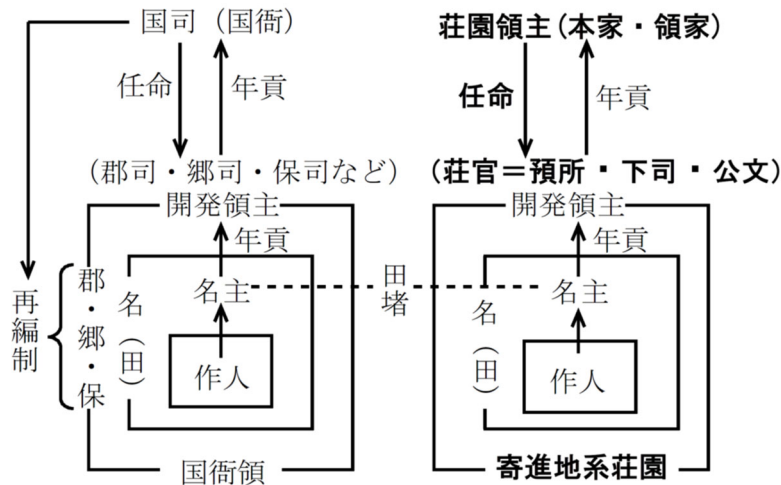 国司（国衙）
任命
年貢
（郡司・郷司・保司など）
開発領主
年貢
名主
作人
名（田）
郡・郷・保
再編制
国衙領
田堵
荘園領主（本家・領家）
任命
年貢
（荘官＝預所・下司・公文）
開発領主
年貢
名主
作人
名（田）
寄進地系荘園